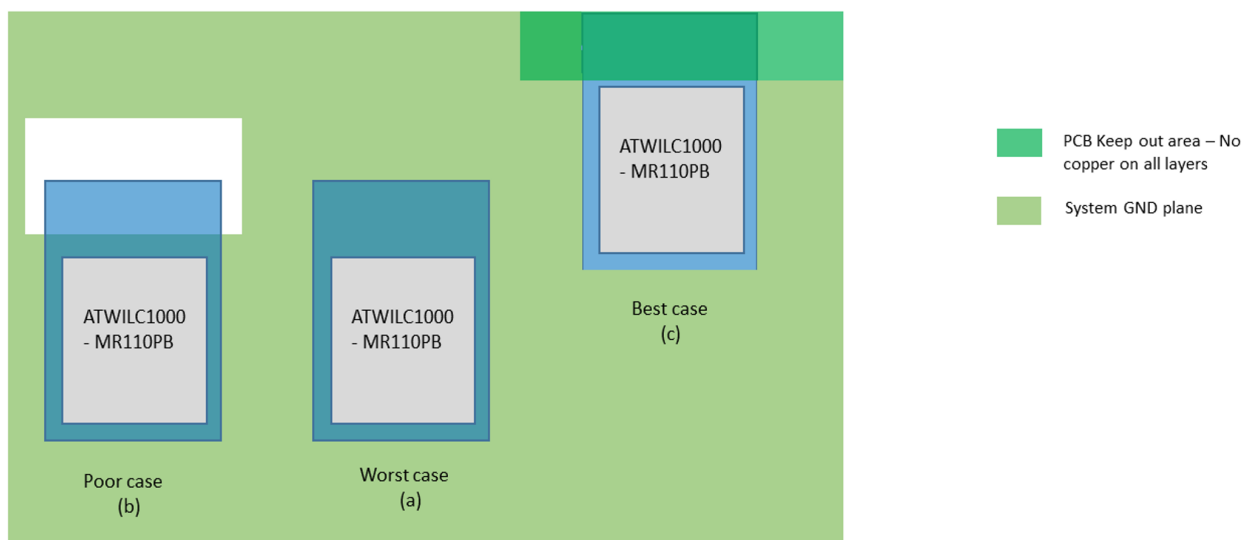 ATWILC1000
- MR110PB
Poor case
(b)
ATWILC1000
- MR110PB
Worst case
(a)
ATWILC1000
- MR110PB
Best case
(c)
PCB Keep out area – No
copper on all layers
System GND plane